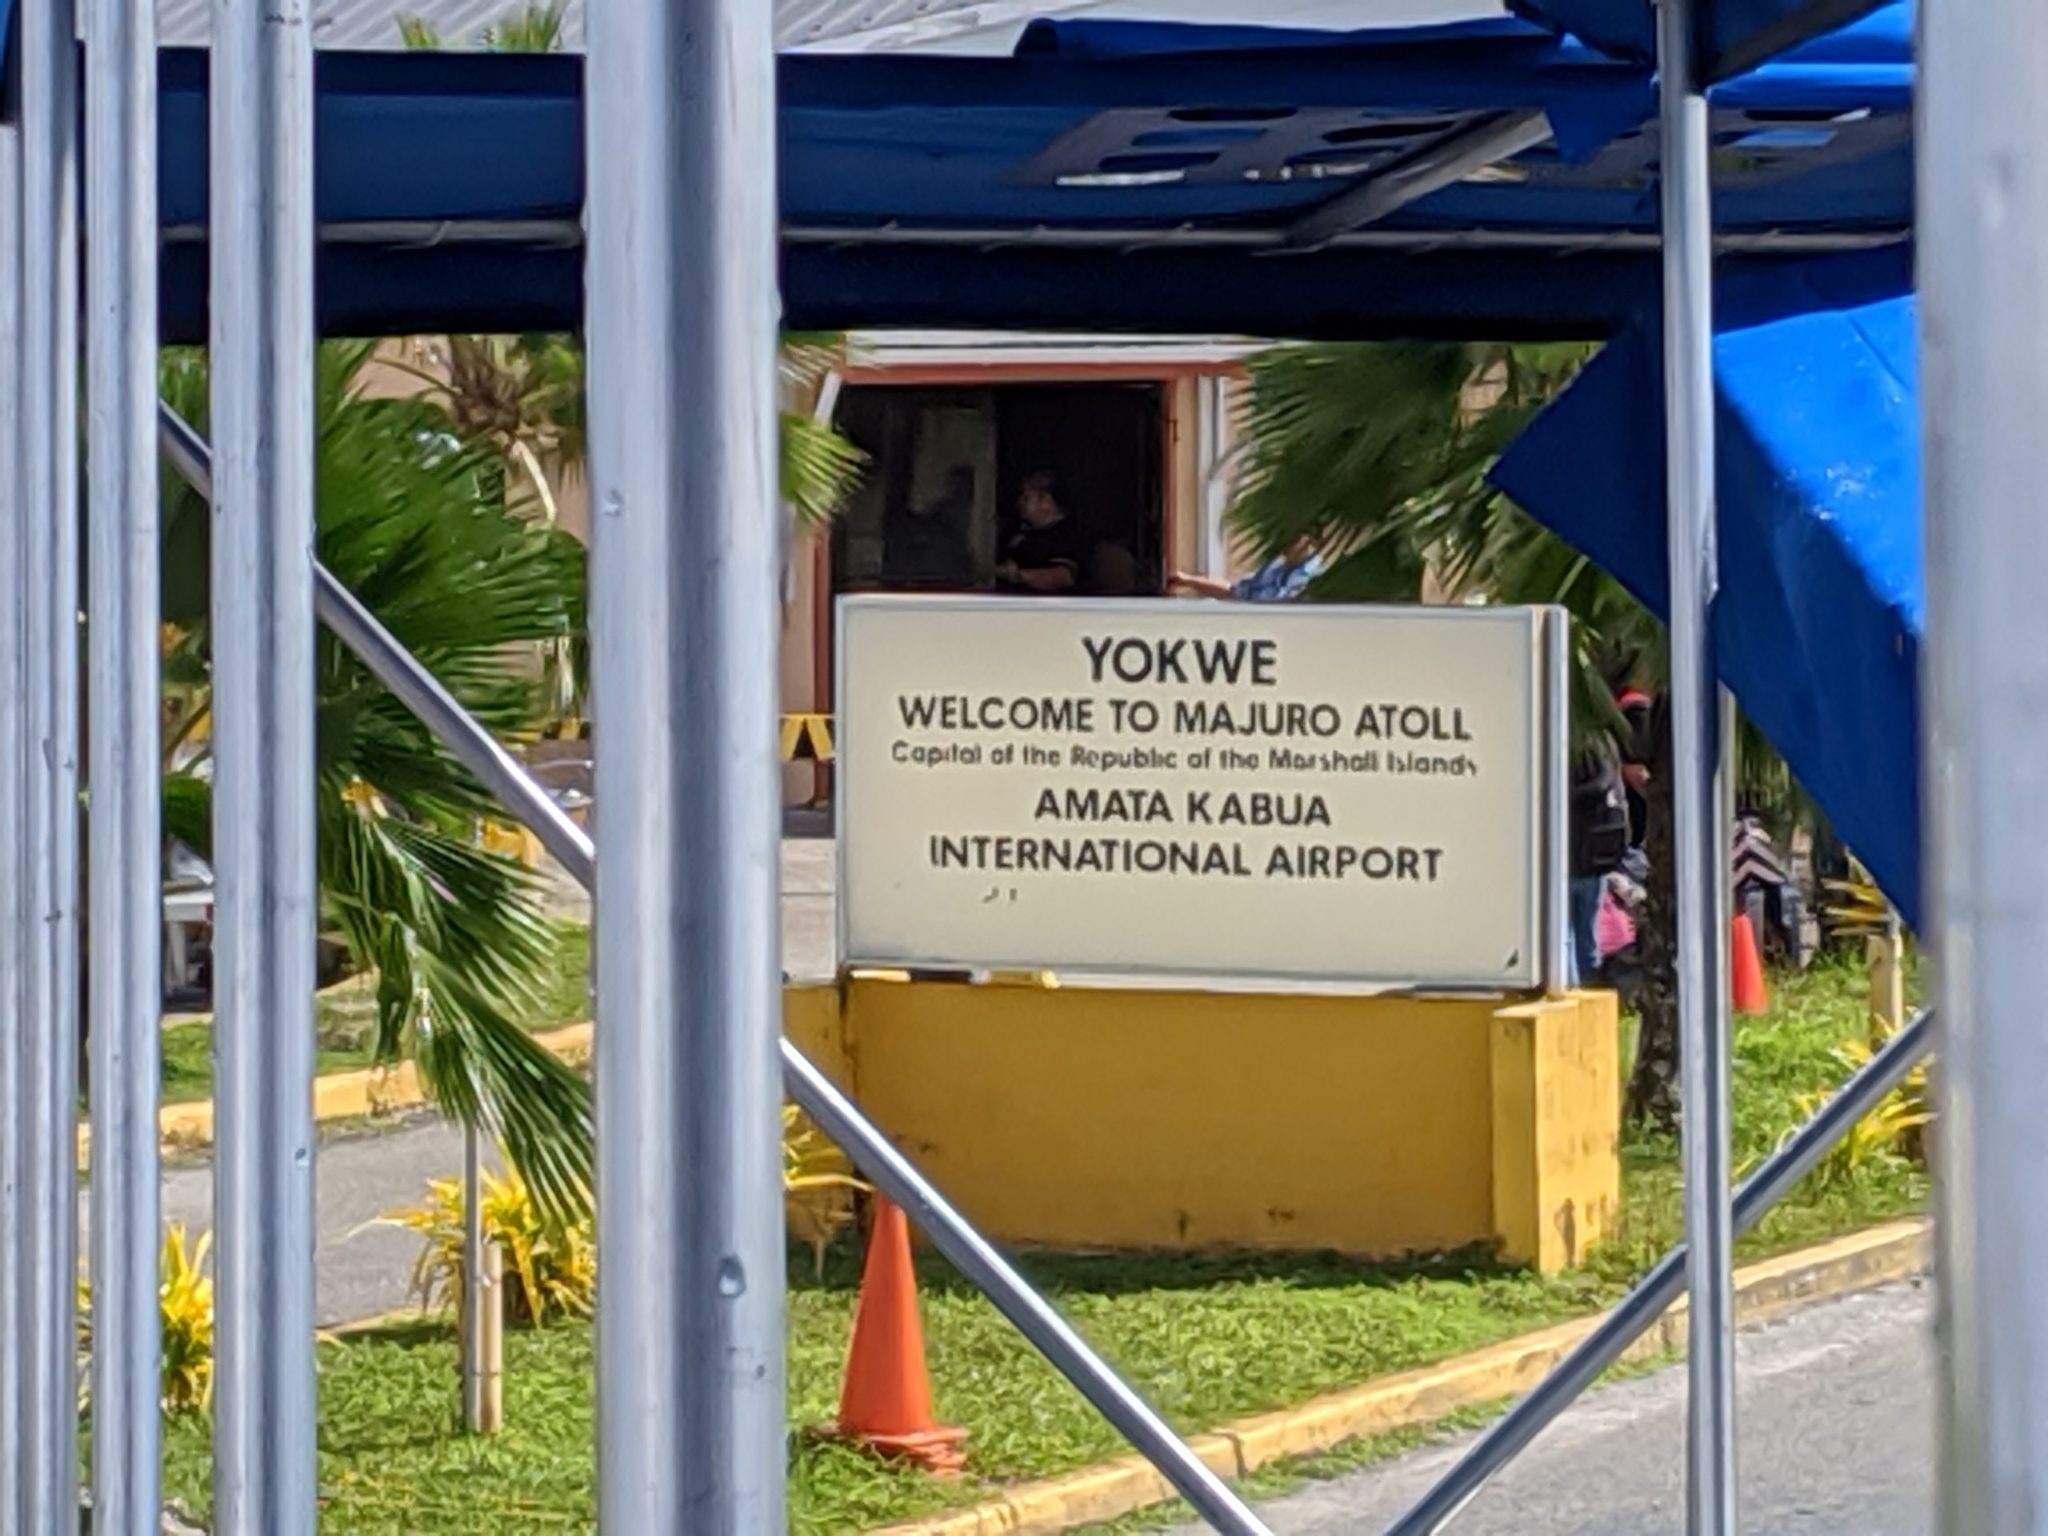 YOKWE
WELCOME TO MAJURO ATOLL
Capital of the Republic of the Marshall Islands
AMATA KABUA
INTERNATIONAL AIRPORT